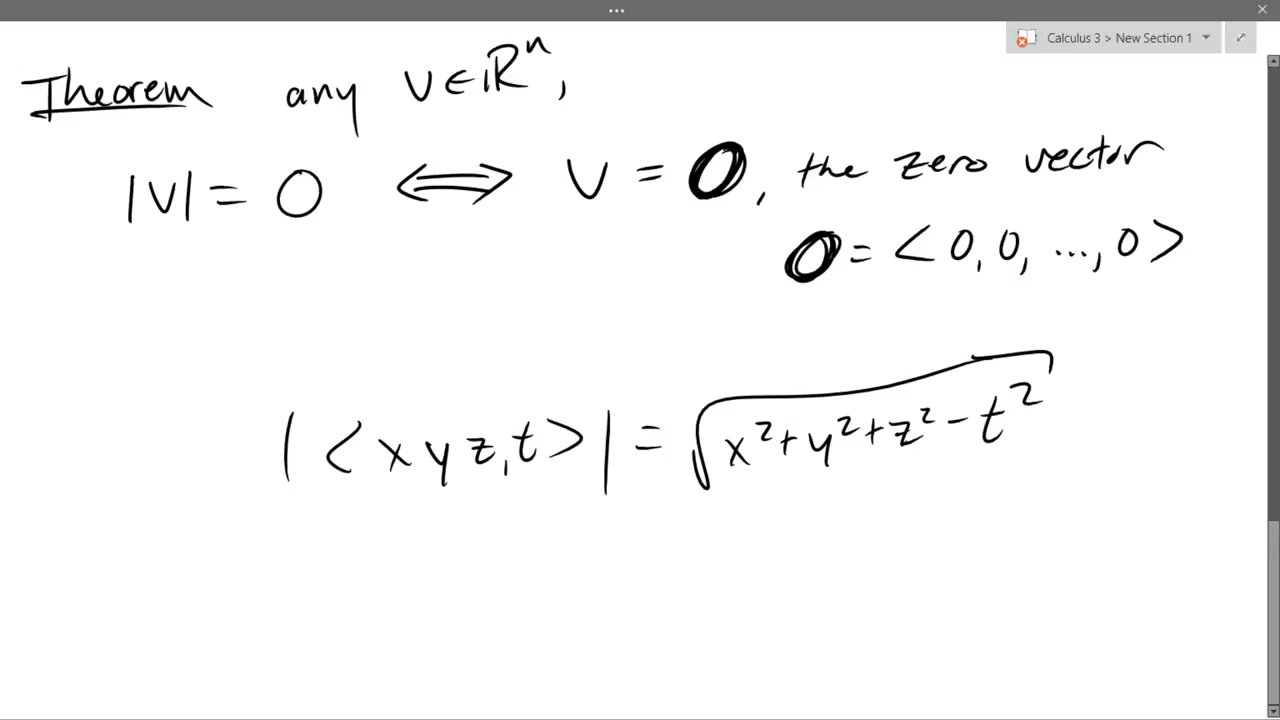 Calculus 3 > New Section 1
Theorem any v∈ℝⁿ,
|v| = 0 ⟺ v = 0, the zero vector
0 = <0, 0, ..., 0>
|<x y z, t>| = √(x² + y² + z² - t²)